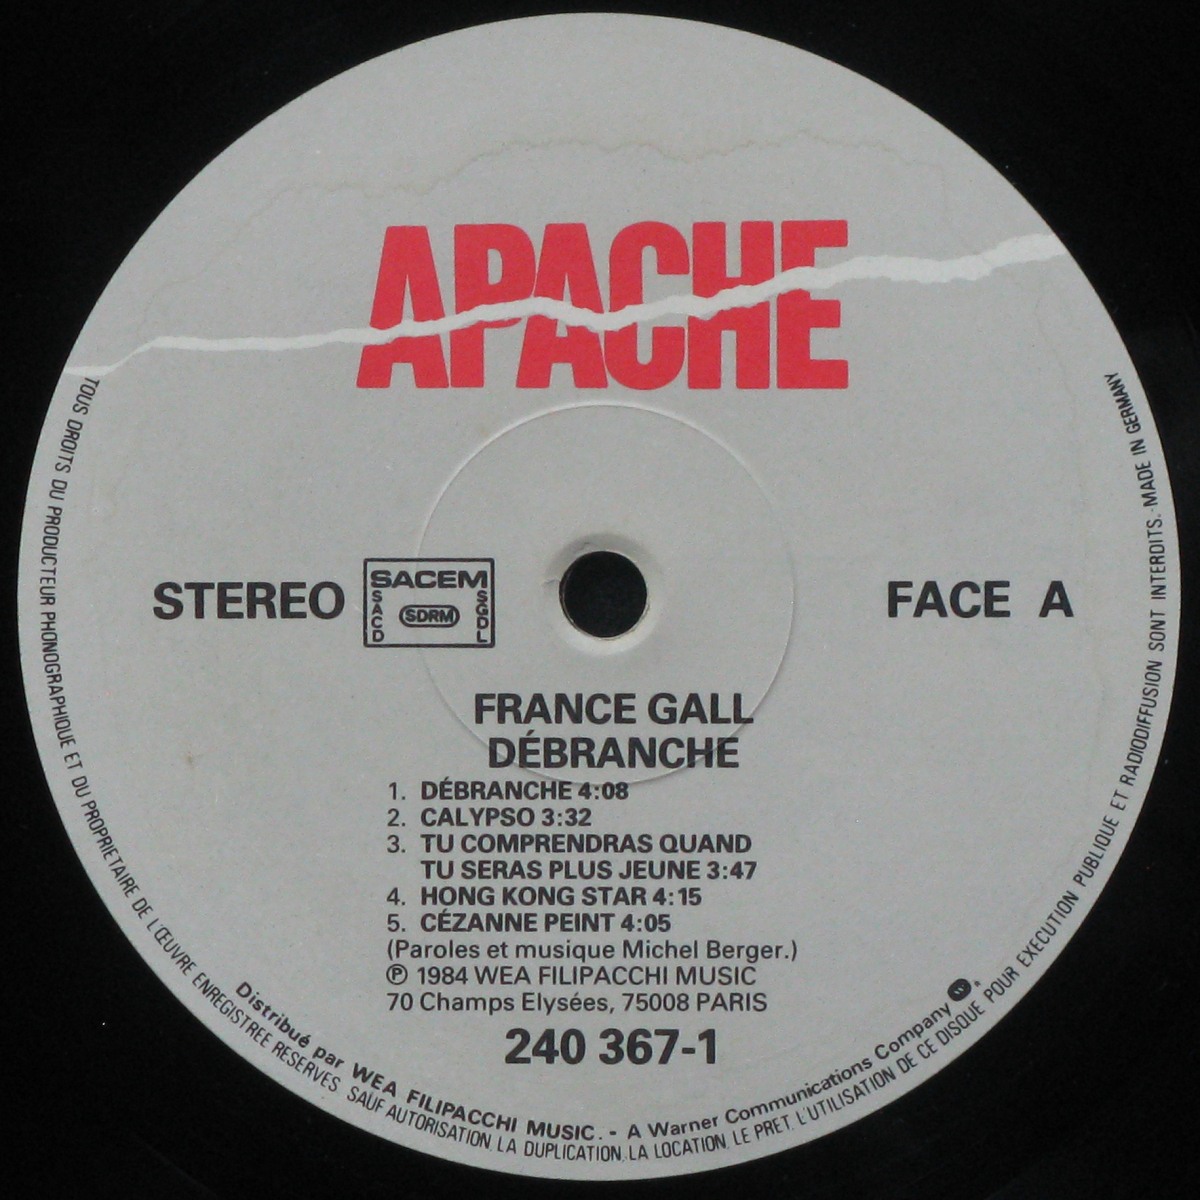 APACHE
STEREO
SACEM
SACD
SDRM
SGDL
FACE A
FRANCE GALL
DÉBRANCHE
1. DÉBRANCHE 4:08
2. CALYPSO 3:32
3. TU COMPRENDRAS QUAND
TU SERAS PLUS JEUNE 3:47
4. HONG KONG STAR 4:15
5. CÉZANNE PEINT 4:05
(Paroles et musique Michel Berger.)
℗ 1984 WEA FILIPACCHI MUSIC
70 Champs Elysées, 75008 PARIS
240 367-1
Distribué par WEA FILIPACCHI MUSIC. - A Warner Communications Company
TOUS DROITS DU PRODUCTEUR PHONOGRAPHIQUE ET DU PROPRIETAIRE DE L'ŒUVRE ENREGISTREE RESERVES. SAUF AUTORISATION, LA DUPLICATION, LA LOCATION, LE PRET, L'UTILISATION DE CE DISQUE POUR EXECUTION PUBLIQUE ET RADIODIFFUSION SONT INTERDITS. - MADE IN GERMANY